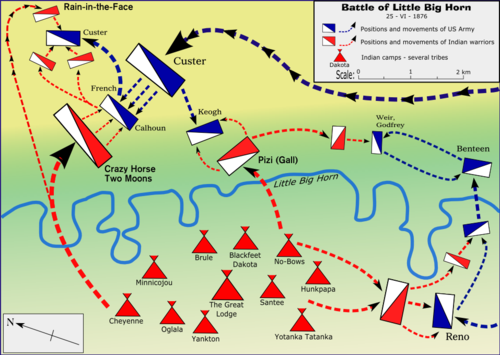 Battle of Little Big Horn
25 - VI - 1876
Positions and movements of US Army
Positions and movements of Indian warriors
Indian camps - several tribes
Dakota
Scale:
0
1
2 km
Rain-in-the-Face
Custer
Custer
French
Calhoun
Keogh
Weir,
Godfrey
Benteen
Crazy Horse
Two Moons
Pizi (Gall)
Little Big Horn
Brule
Blackfeet
Dakota
No-Bows
Minnicojou
Hunkpapa
The Great
Lodge
Santee
Cheyenne
Oglala
Yankton
Yotanka Tatanka
Reno
N